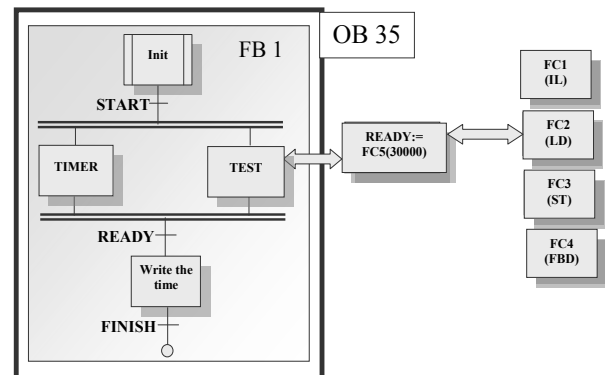 FB 1
OB 35
Init
START
TIMER
TEST
READY
Write the
time
FINISH
READY:=
FC5(30000)
FC1
(IL)
FC2
(LD)
FC3
(ST)
FC4
(FBD)